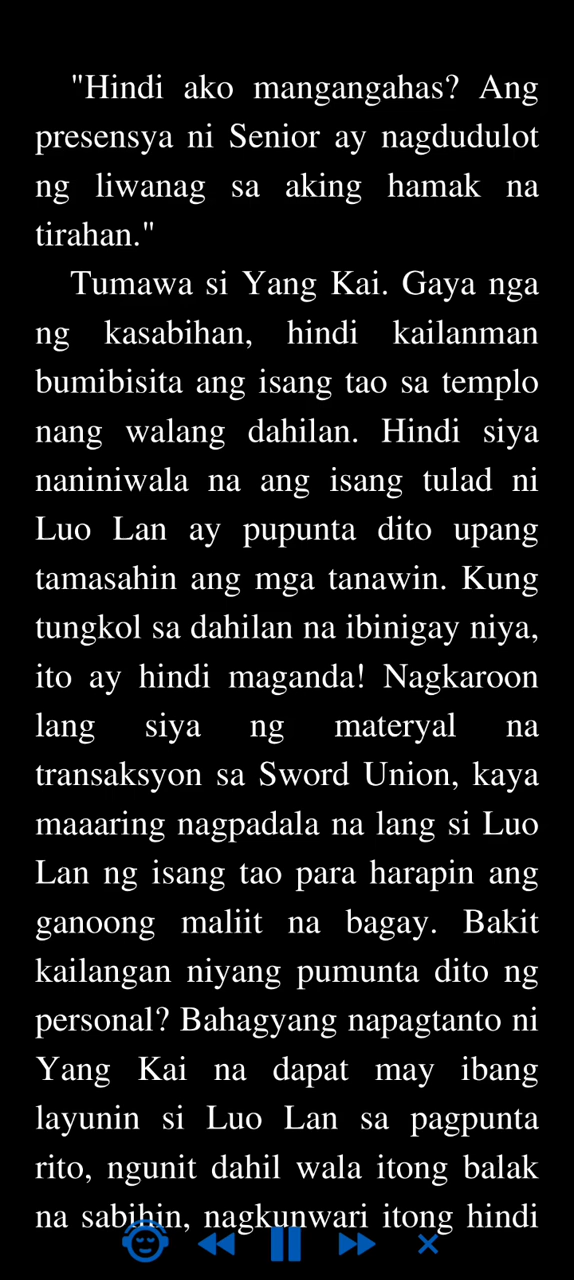 "Hindi ako mangangahas? Ang
presensya ni Senior ay nagdudulot
ng liwanag sa aking hamak na
tirahan."
Tumawa si Yang Kai. Gaya nga
ng kasabihan, hindi kailanman
bumibisita ang isang tao sa templo
nang walang dahilan. Hindi siya
naniniwala na ang isang tulad ni
Luo Lan ay pupunta dito upang
tamasahin ang mga tanawin. Kung
tungkol sa dahilan na ibinigay niya,
ito ay hindi maganda! Nagkaroon
lang siya ng materyal na
transaksyon sa Sword Union, kaya
maaaring nagpadala na lang si Luo
Lan ng isang tao para harapin ang
ganoong maliit na bagay. Bakit
kailangan niyang pumunta dito ng
personal? Bahagyang napagtanto ni
Yang Kai na dapat may ibang
layunin si Luo Lan sa pagpunta
rito, ngunit dahil wala itong balak
na sabihin, nagkunwari itong hindi